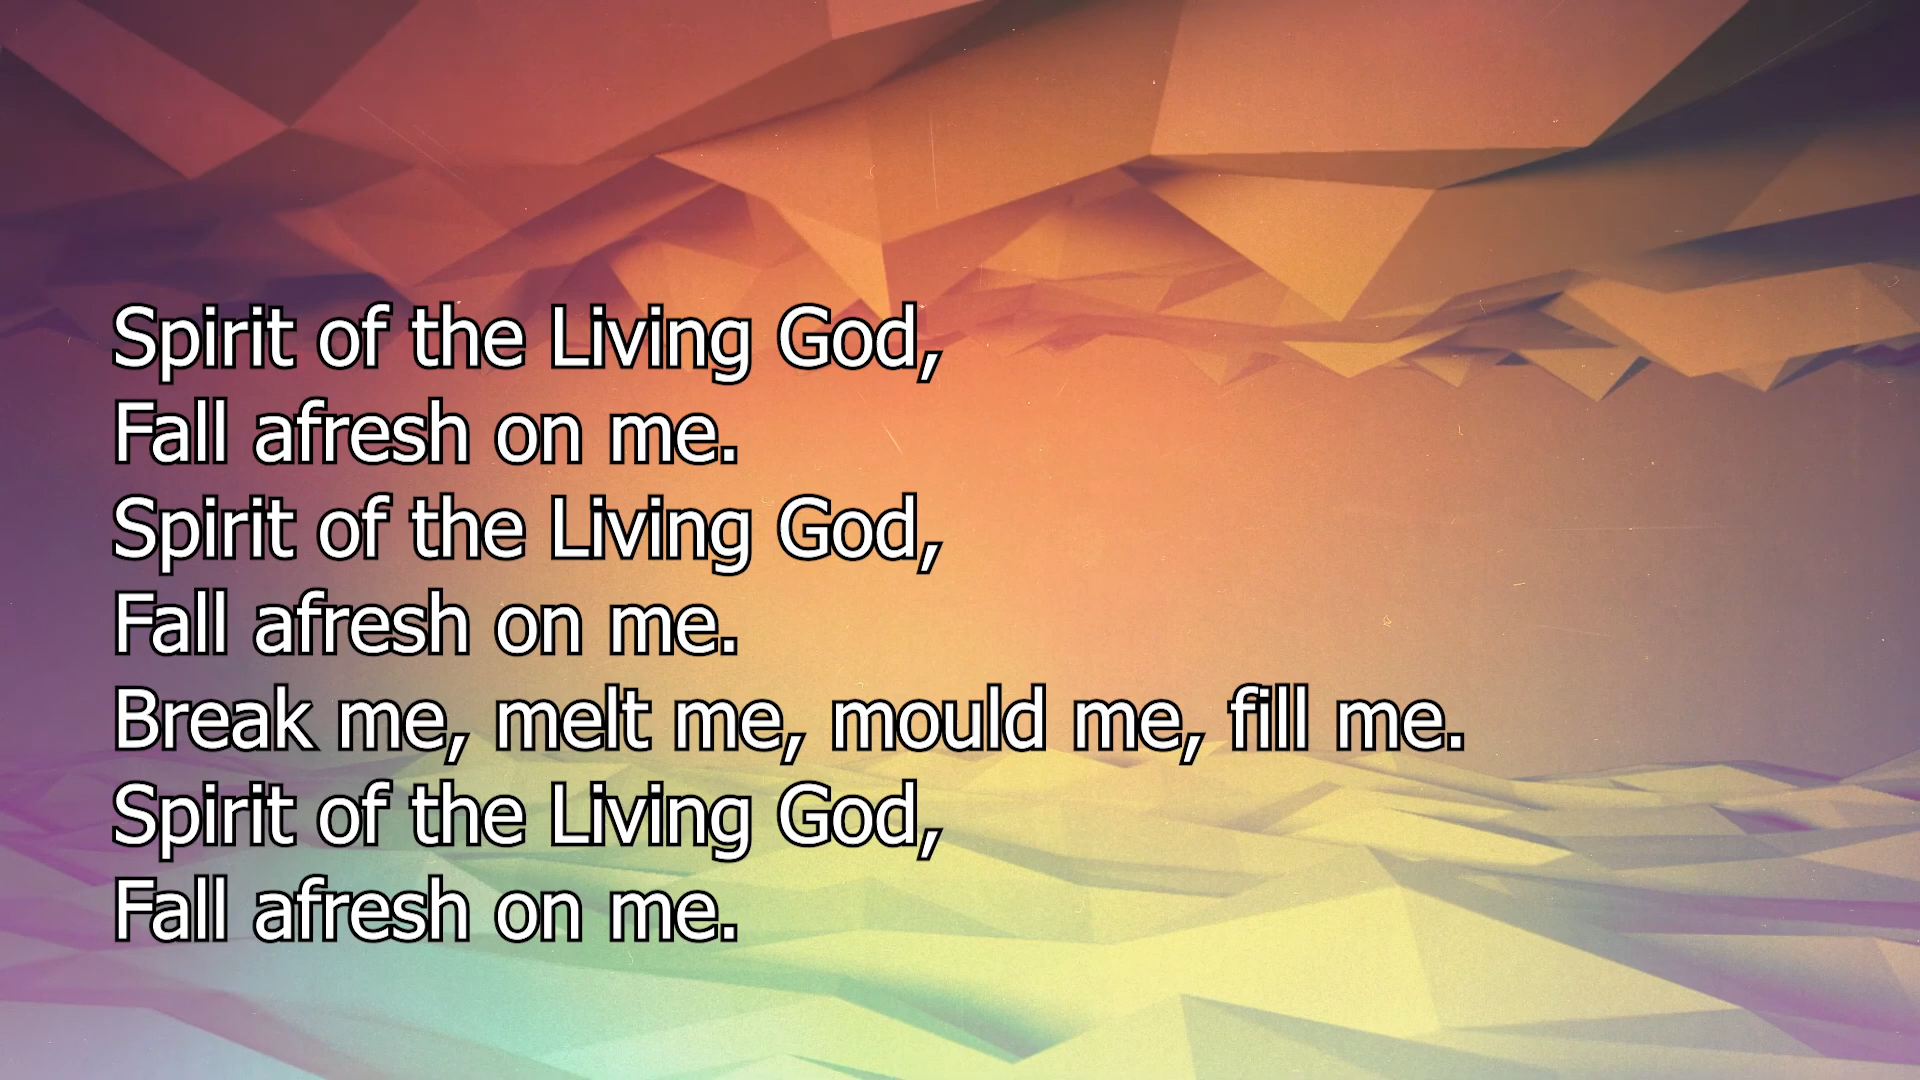 Spirit of the Living God,
Fall afresh on me.
Spirit of the Living God,
Fall afresh on me.
Break me, melt me, mould me, fill me.
Spirit of the Living God,
Fall afresh on me.